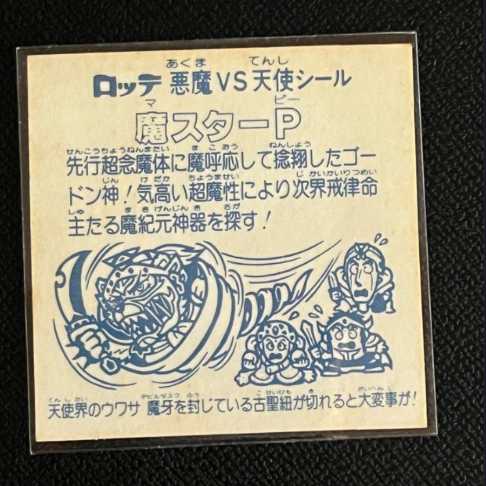 ロッテ 悪魔VS天使シール
魔スターP
先行超念魔体に魔呼応して捻翔したゴー
ドン神!気高い超魔性により次界戒律命
主たる魔紀元神器を探す!
天使界のウワサ 魔牙を封じている古聖紐が切れると大変事が!